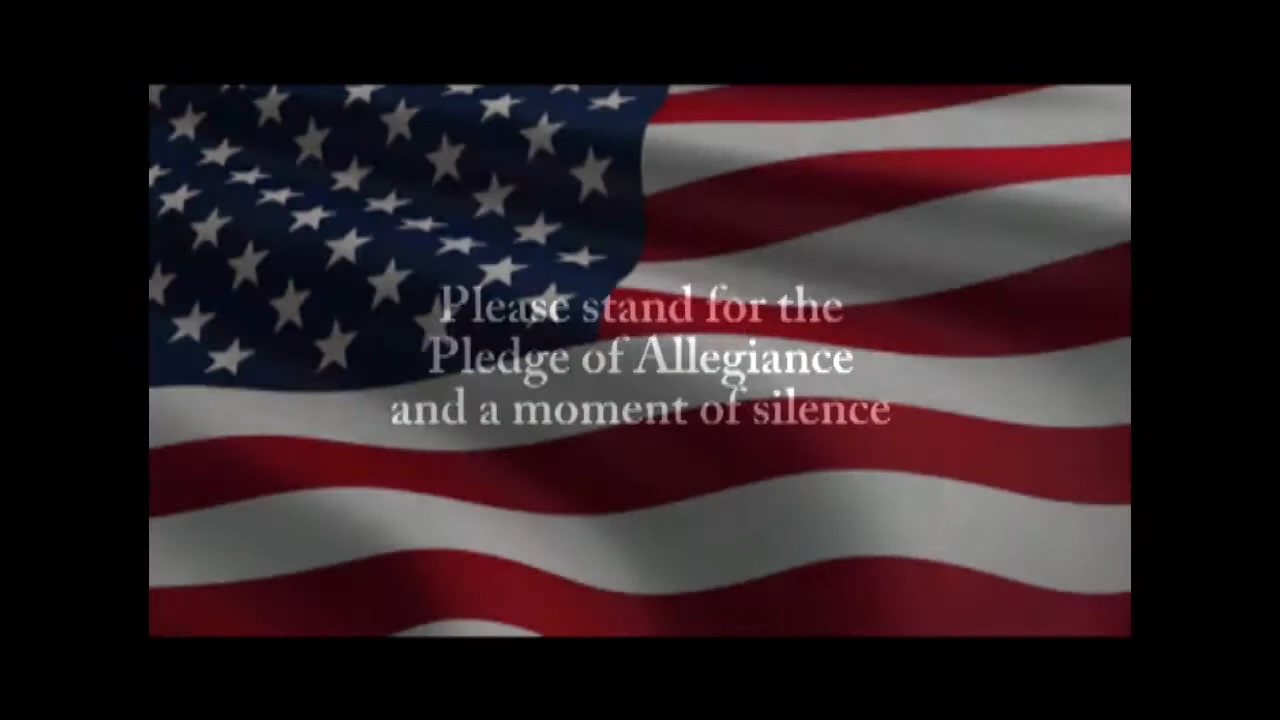 Please stand for the
Pledge of Allegiance
and a moment of silence